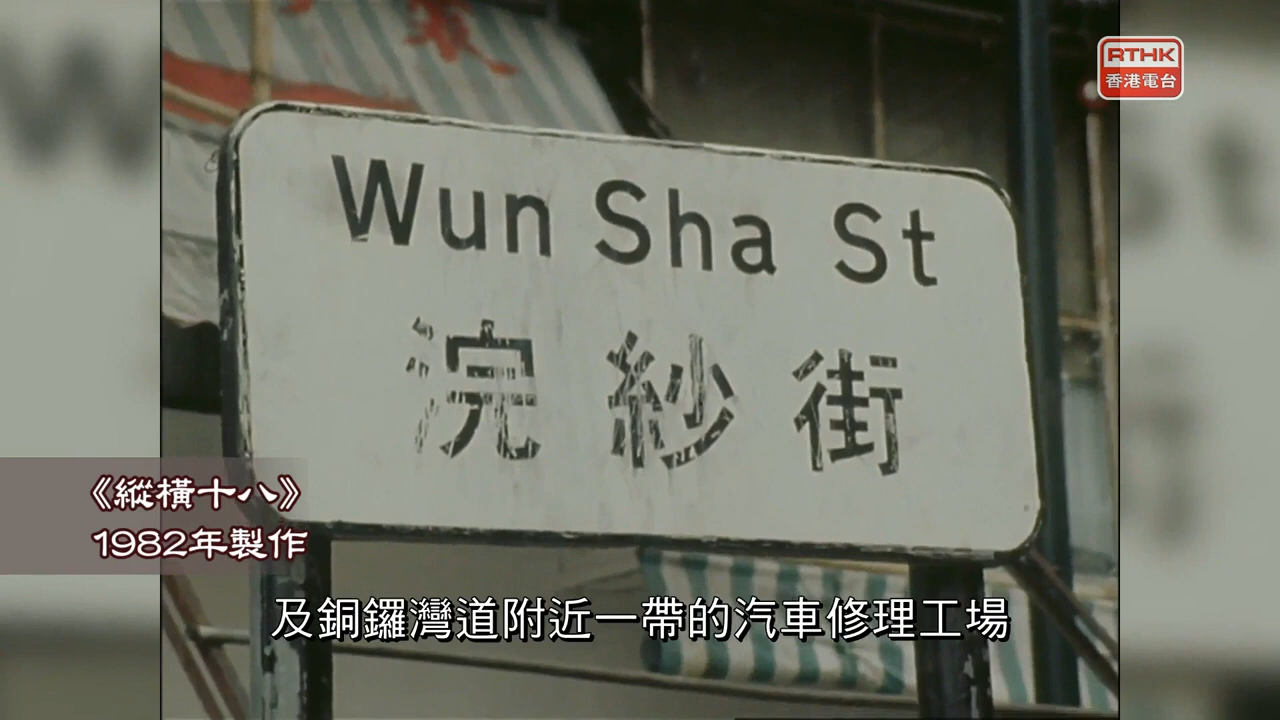 RTHK
香港電台
Wun Sha St
浣紗街
《縱橫十八》
1982年製作
及銅鑼灣道附近一帶的汽車修理工場